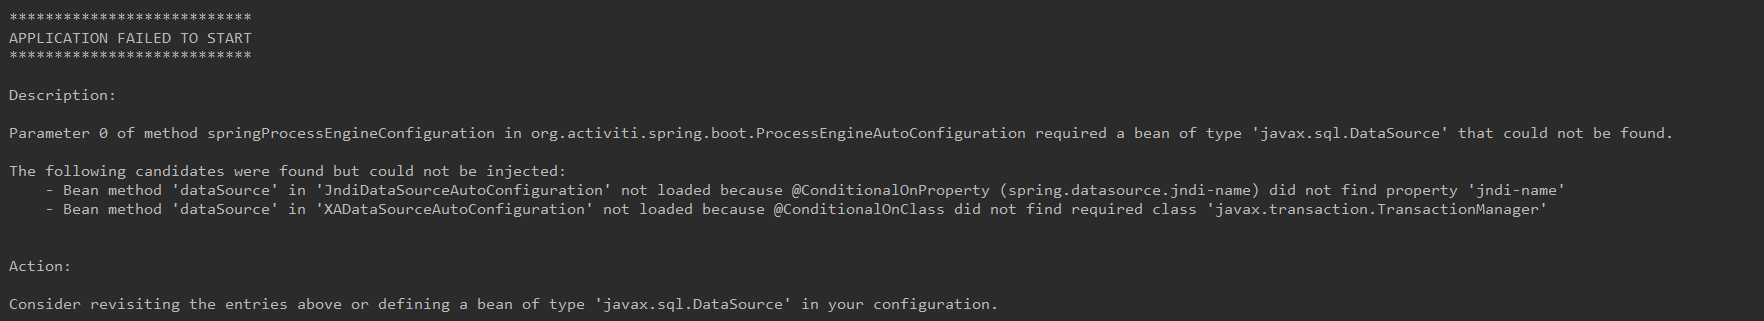 ***************************
APPLICATION FAILED TO START
***************************
Description:
Parameter 0 of method springProcessEngineConfiguration in org.activiti.spring.boot.ProcessEngineAutoConfiguration required a bean of type 'javax.sql.DataSource' that could not be found.
The following candidates were found but could not be injected:
- Bean method 'dataSource' in 'JndiDataSourceAutoConfiguration' not loaded because @ConditionalOnProperty (spring.datasource.jndi-name) did not find property 'jndi-name'
- Bean method 'dataSource' in 'XADataSourceAutoConfiguration' not loaded because @ConditionalOnClass did not find required class 'javax.transaction.TransactionManager'
Action:
Consider revisiting the entries above or defining a bean of type 'javax.sql.DataSource' in your configuration.